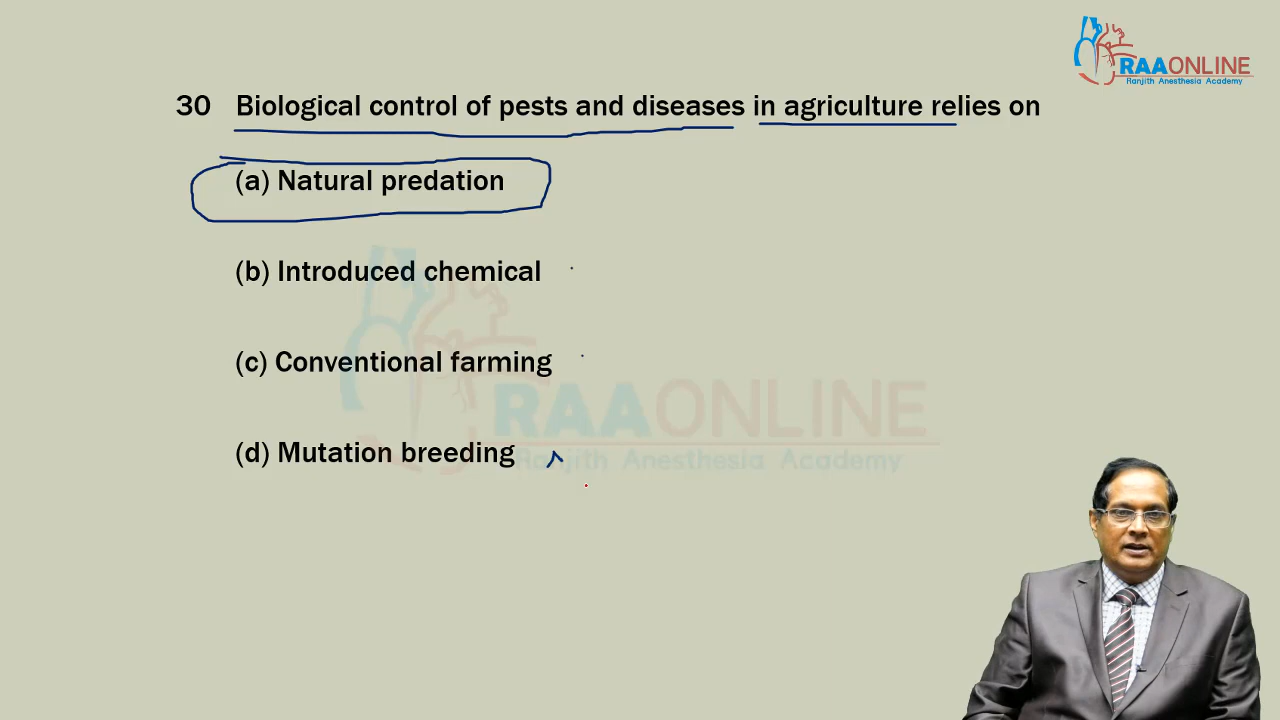 RAAONLINE
Ranjith Anesthesia Academy
30 Biological control of pests and diseases in agriculture relies on
(a) Natural predation
(b) Introduced chemical
(c) Conventional farming
RAAONLINE
(d) Mutation breeding
Ranjith Anesthesia Academy